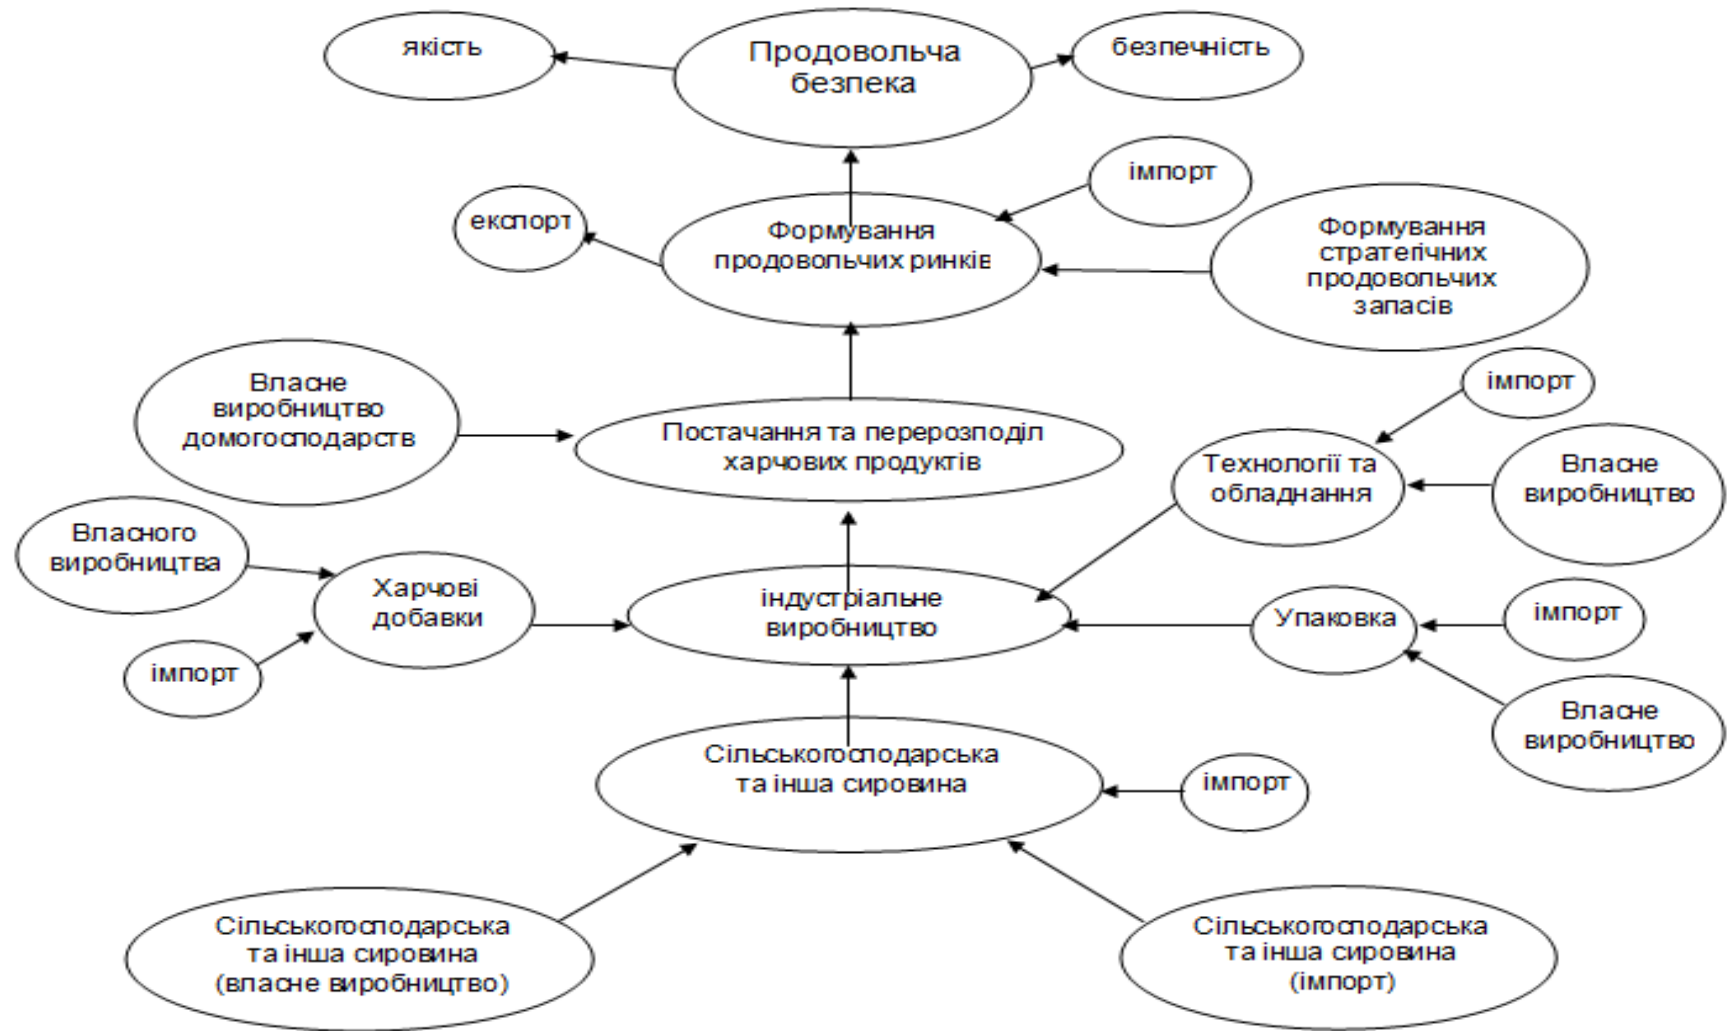 якість
Продовольча
безпека
безпечність
імпорт
експорт
Формування
продовольчих ринків
Формування
стратегічних
продовольчих
запасів
Власне
виробництво
домогосподарств
Постачання та перерозподіл
харчових продуктів
імпорт
Технології та
обладнання
Власне
виробництво
Власного
виробництва
Харчові
добавки
імпорт
індустріальне
виробництво
Упаковка
імпорт
Власне
виробництво
Сільськогосподарська
та інша сировина
імпорт
Сільськогосподарська
та інша сировина
(власне виробництво)
Сільськогосподарська
та інша сировина
(імпорт)